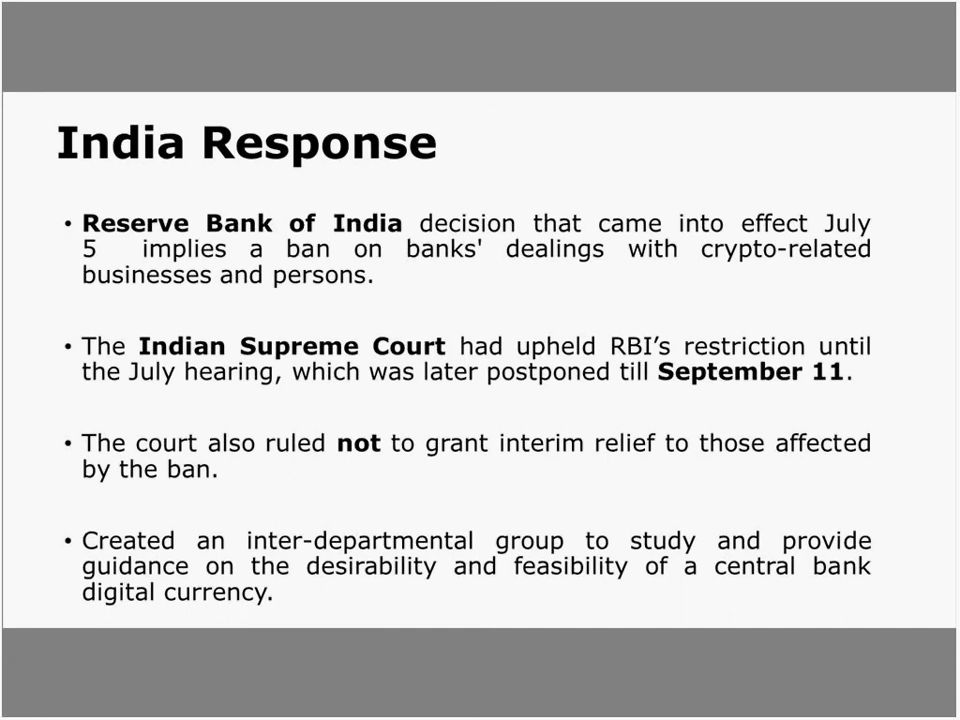 India Response
• Reserve Bank of India decision that came into effect July
5 implies a ban on banks' dealings with crypto-related
businesses and persons.
• The Indian Supreme Court had upheld RBI’s restriction until
the July hearing, which was later postponed till September 11.
• The court also ruled not to grant interim relief to those affected
by the ban.
• Created an inter-departmental group to study and provide
guidance on the desirability and feasibility of a central bank
digital currency.